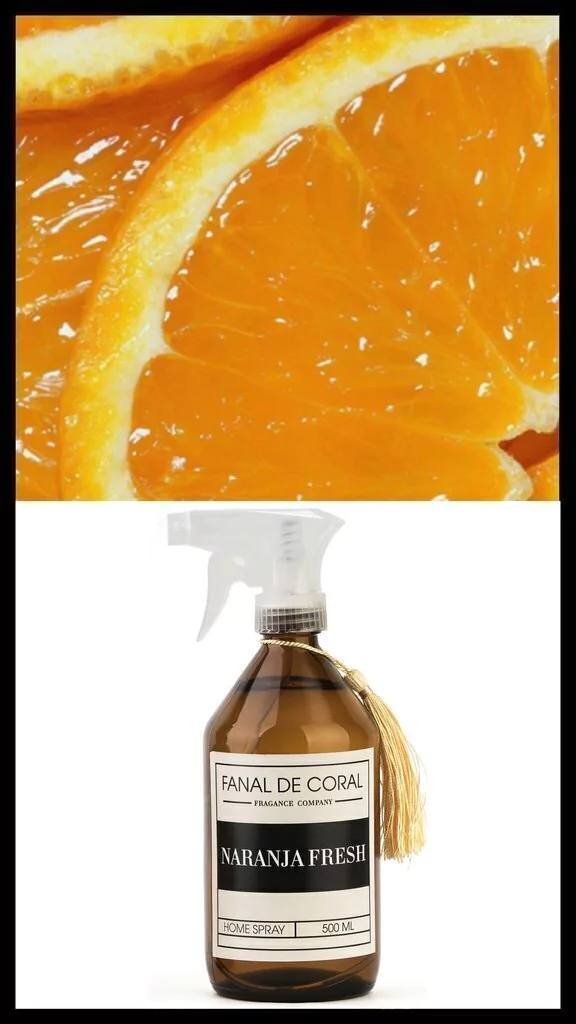 FANAL DE CORAL
FRAGANCE COMPANY
NARANJA FRESH
HOME SPRAY
500 ML